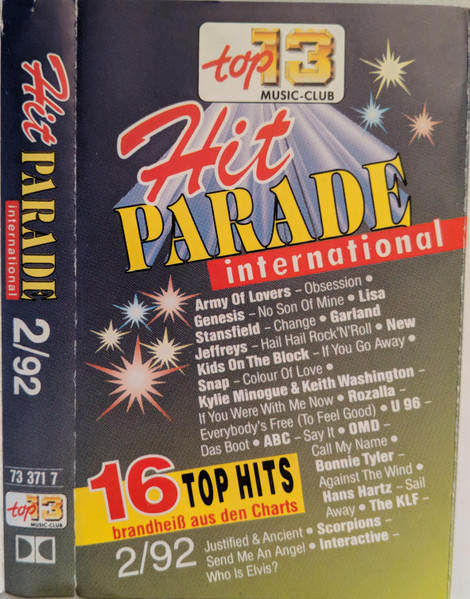 Hit PARADE
international
2/92
73 371 7
top 13
MUSIC-CLUB
top 13
MUSIC-CLUB
Hit
PARADE
international
Army Of Lovers – Obsession •
Genesis – No Son Of Mine • Lisa
Stansfield – Change • Garland
Jeffreys – Hail Hail Rock'N'Roll • New
Kids On The Block – If You Go Away •
Snap – Colour Of Love •
Kylie Minogue & Keith Washington –
If You Were With Me Now • Rozalla –
Everybody's Free (To Feel Good) • U 96 –
Das Boot • ABC – Say It • OMD –
Call My Name •
Bonnie Tyler –
Against The Wind •
Hans Hartz – Sail
Away • The KLF –
Justified & Ancient • Scorpions –
Send Me An Angel • Interactive –
Who Is Elvis?
16 TOP HITS
brandheiß aus den Charts
2/92